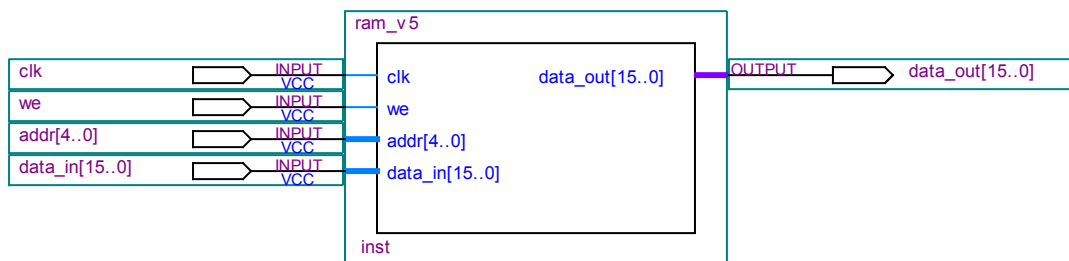 ram_v5
clk
INPUT
VCC
clk
data_out[15..0]
OUTPUT
data_out[15..0]
we
INPUT
VCC
we
addr[4..0]
INPUT
VCC
addr[4..0]
data_in[15..0]
INPUT
VCC
data_in[15..0]
inst